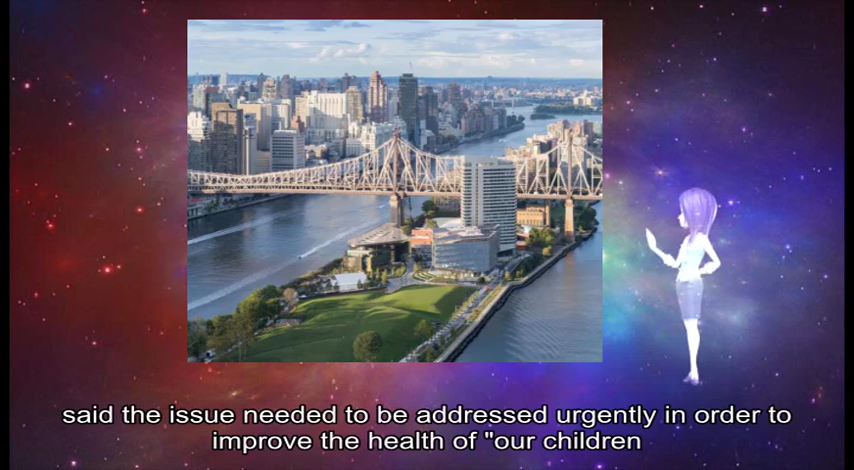 said the issue needed to be addressed urgently in order to
improve the health of "our children